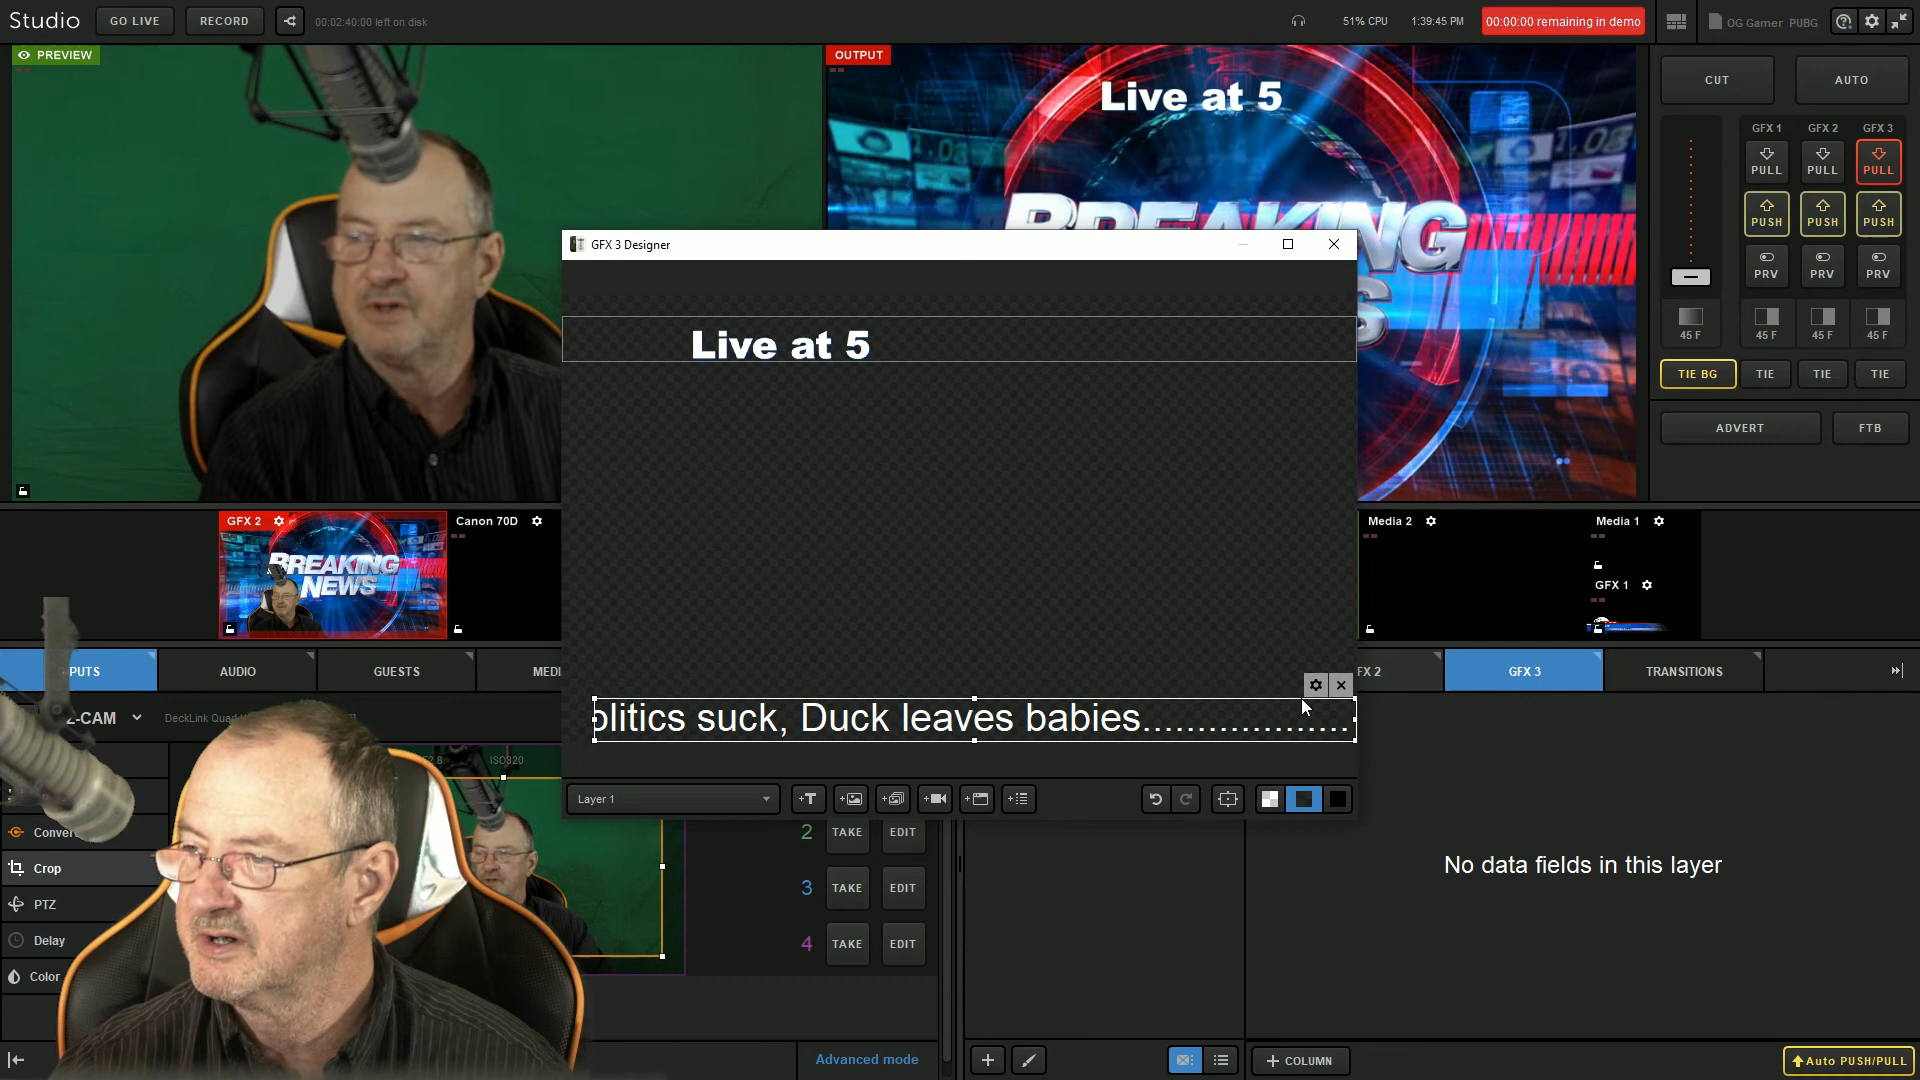 Studio
GO LIVE
RECORD
00:02:40:00 left on disk
51% CPU
1:39:45 PM
00:00:00 remaining in demo
OG Gamer PUBG
PREVIEW
OUTPUT
Live at 5
BREAKING
CUT
AUTO
GFX 1
GFX 2
GFX 3
PULL
PULL
PULL
PUSH
PUSH
PUSH
PRV
PRV
PRV
45 F
45 F
45 F
45 F
TIE BG
TIE
TIE
TIE
ADVERT
FTB
GFX 3 Designer
Live at 5
olitics suck, Duck leaves babies...................
Layer 1
GFX 2
BREAKING
NEWS
Canon 70D
Media 2
Media 1
GFX 1
PUTS
AUDIO
GUESTS
MEDI
FX 2
GFX 3
TRANSITIONS
Z-CAM
DeckLink Quad
ISO320
Conver
Crop
PTZ
Delay
Color
2
TAKE
EDIT
3
TAKE
EDIT
4
TAKE
EDIT
No data fields in this layer
Advanced mode
COLUMN
Auto PUSH/PULL